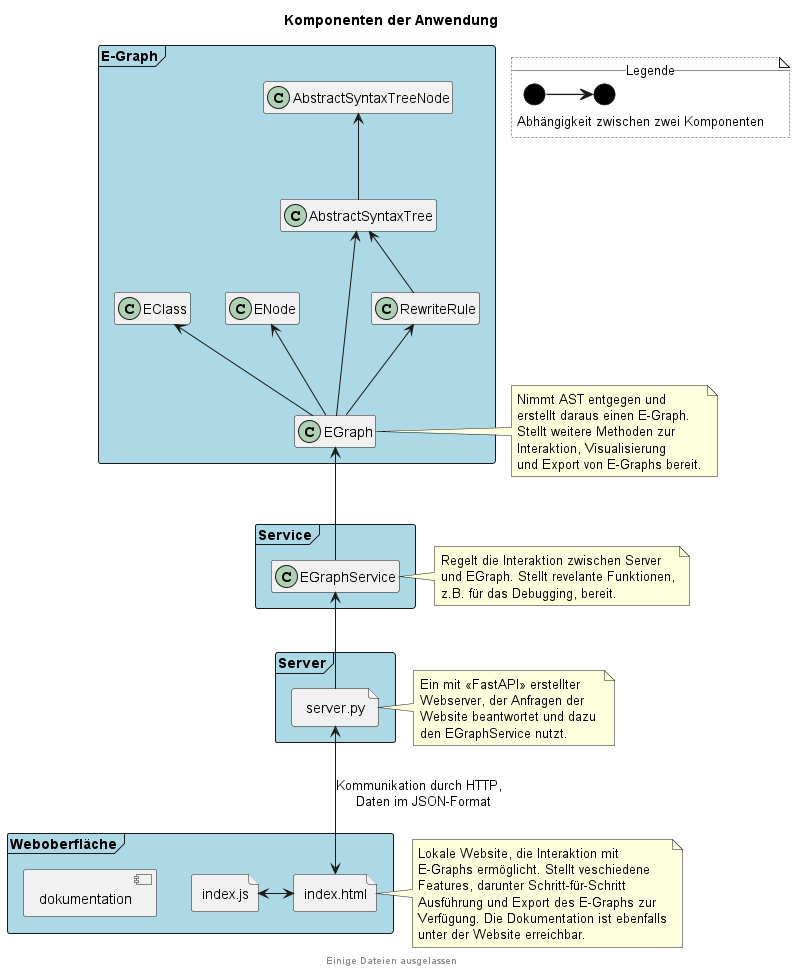 Komponenten der Anwendung
E-Graph
Legende
Abhängigkeit zwischen zwei Komponenten
C AbstractSyntaxTreeNode
C AbstractSyntaxTree
C EClass
C ENode
C RewriteRule
C EGraph
Nimmt AST entgegen und
erstellt daraus einen E-Graph.
Stellt weitere Methoden zur
Interaktion, Visualisierung
und Export von E-Graphs bereit.
Service
C EGraphService
Regelt die Interaktion zwischen Server
und EGraph. Stellt revelante Funktionen,
z.B. für das Debugging, bereit.
Server
server.py
Ein mit «FastAPI» erstellter
Webserver, der Anfragen der
Website beantwortet und dazu
den EGraphService nutzt.
Kommunikation durch HTTP,
Daten im JSON-Format
Weboberfläche
dokumentation
index.js
index.html
Lokale Website, die Interaktion mit
E-Graphs ermöglicht. Stellt veschiedene
Features, darunter Schritt-für-Schritt
Ausführung und Export des E-Graphs zur
Verfügung. Die Dokumentation ist ebenfalls
unter der Website erreichbar.
Einige Dateien ausgelassen